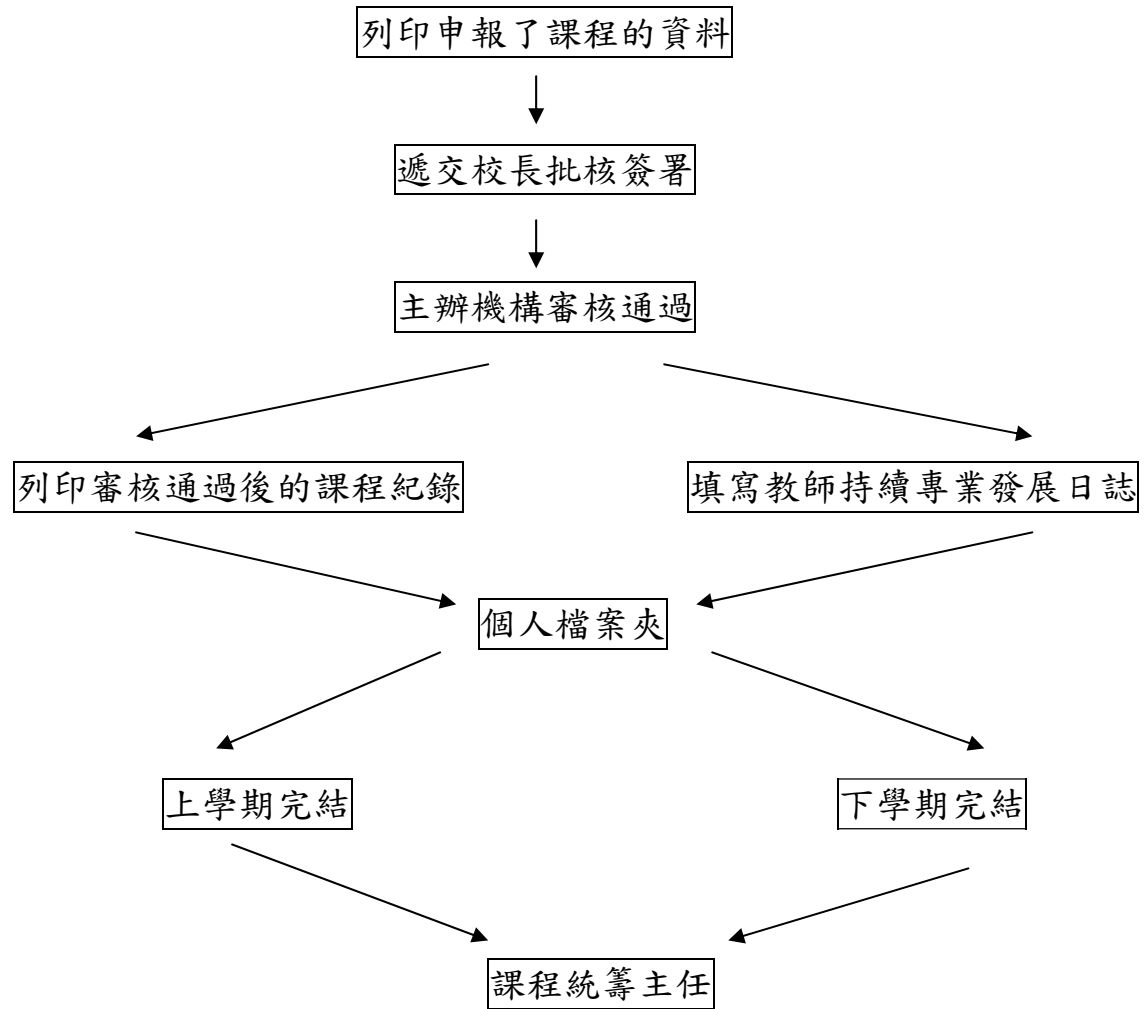 列印申報了課程的資料
遞交校長批核簽署
主辦機構審核通過
列印審核通過後的課程紀錄
填寫教師持續專業發展日誌
個人檔案夾
上學期完結
下學期完結
課程統籌主任